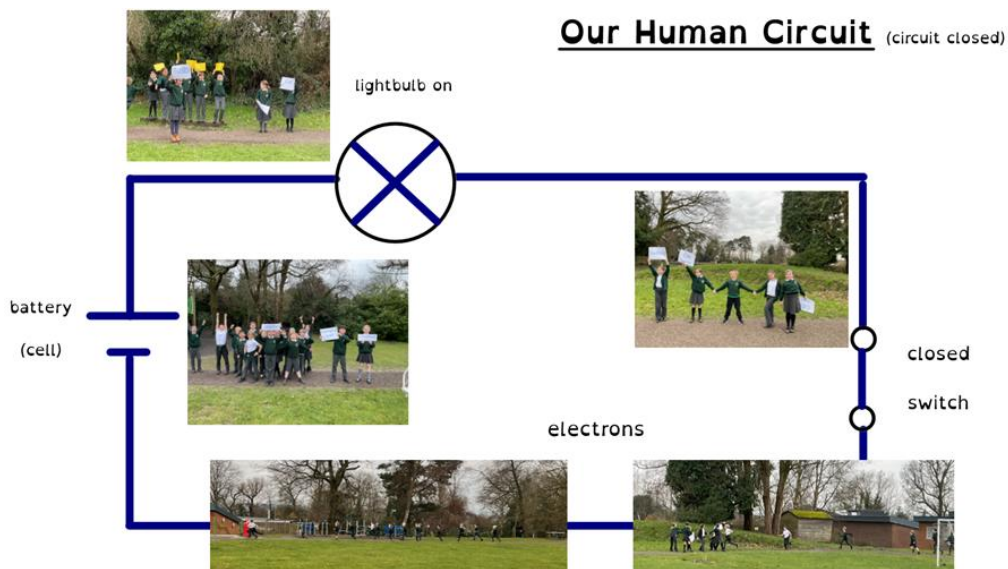 Our Human Circuit (circuit closed)
lightbulb on
battery
(cell)
closed
switch
electrons